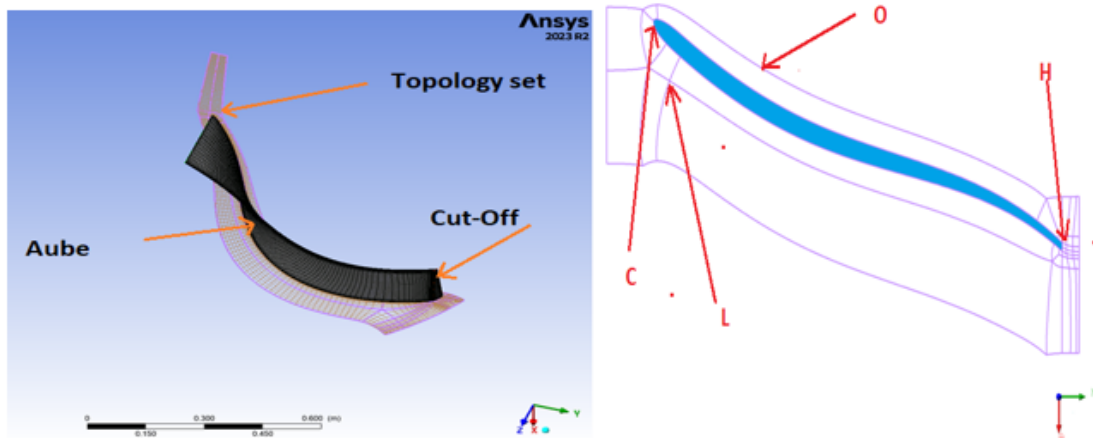 Ansys
2023 R2
Topology set
Aube
Cut-Off
0
0.300
0.600 (m)
0.150
0.450
Z
X
Y
O
H
C
L